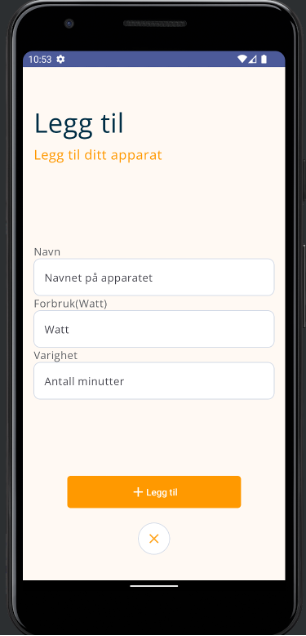 10:53
Legg til
Legg til ditt apparat
Navn
Navnet på apparatet
Forbruk(Watt)
Watt
Varighet
Antall minutter
+ Legg til